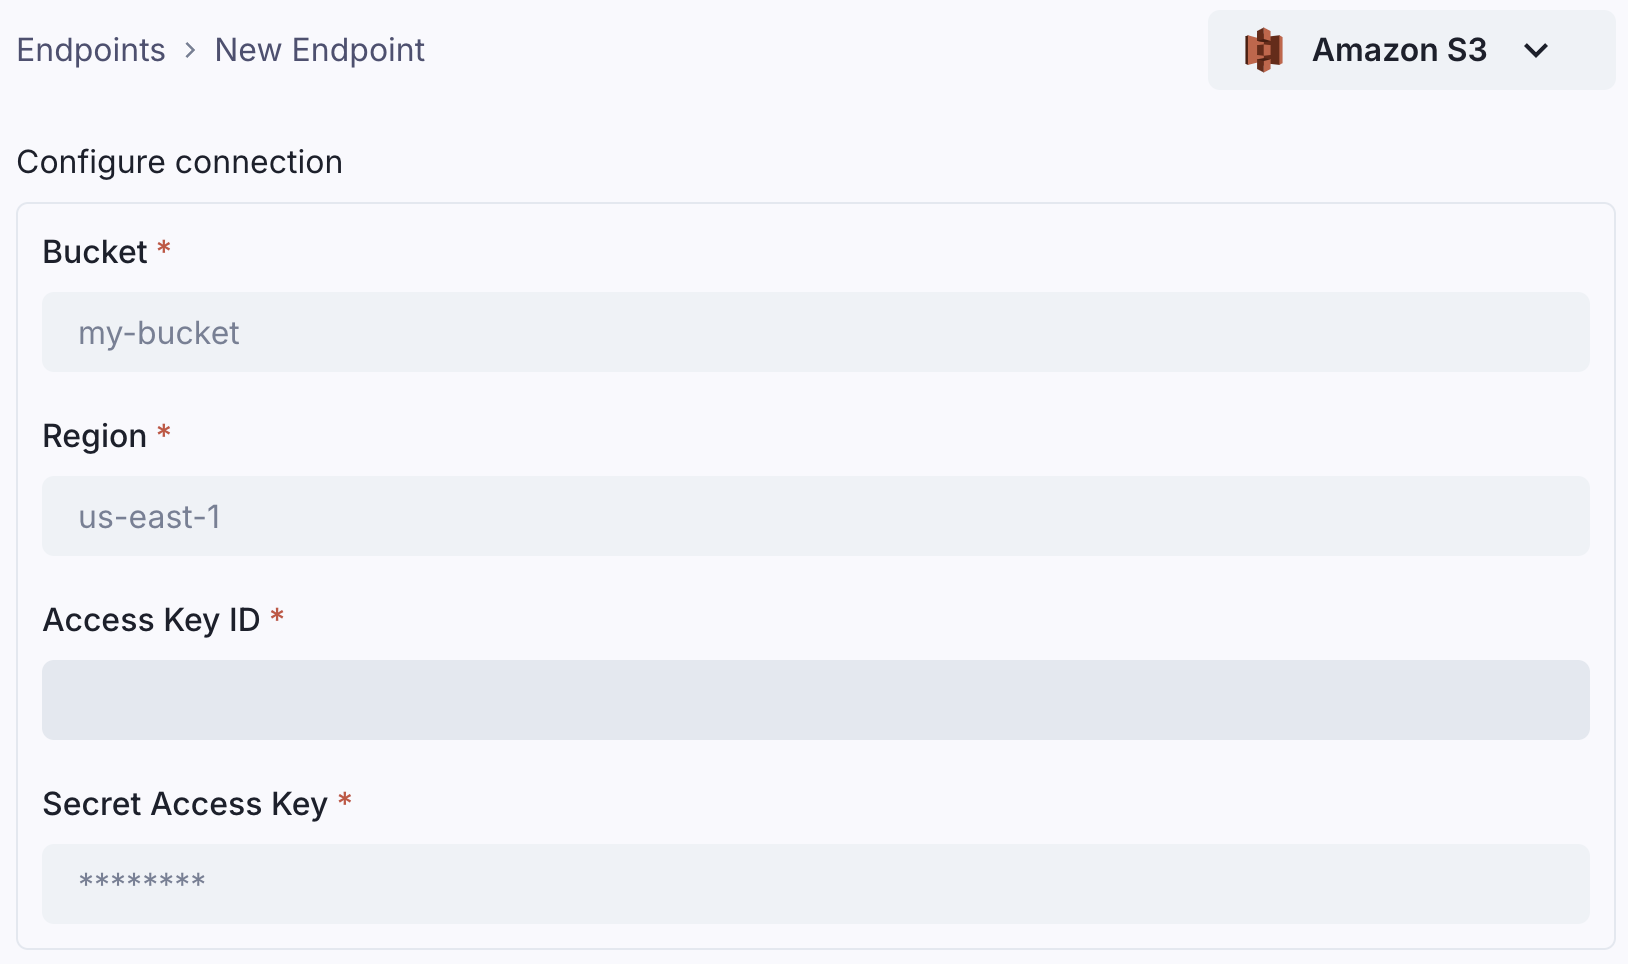 Endpoints > New Endpoint
Amazon S3
Configure connection
Bucket *
my-bucket
Region *
us-east-1
Access Key ID *
Secret Access Key *
********